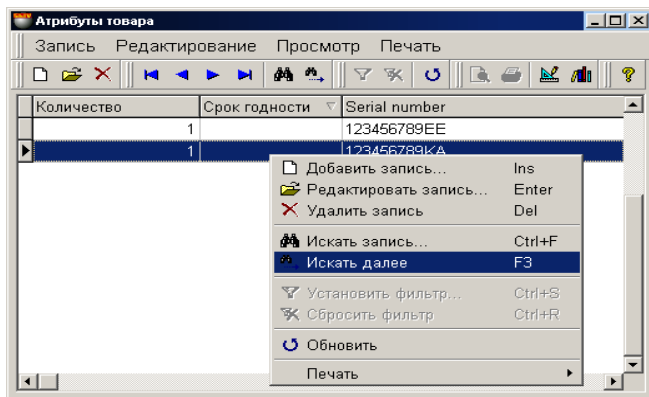 Атрибуты товара
Запись Редактирование Просмотр Печать
Количество Срок годности Serial number
1 123456789EE
1 123456789KA
Добавить запись... Ins
Редактировать запись... Enter
Удалить запись Del
Искать запись... Ctrl+F
Искать далее F3
Установить фильтр... Ctrl+S
Сбросить фильтр Ctrl+R
Обновить
Печать